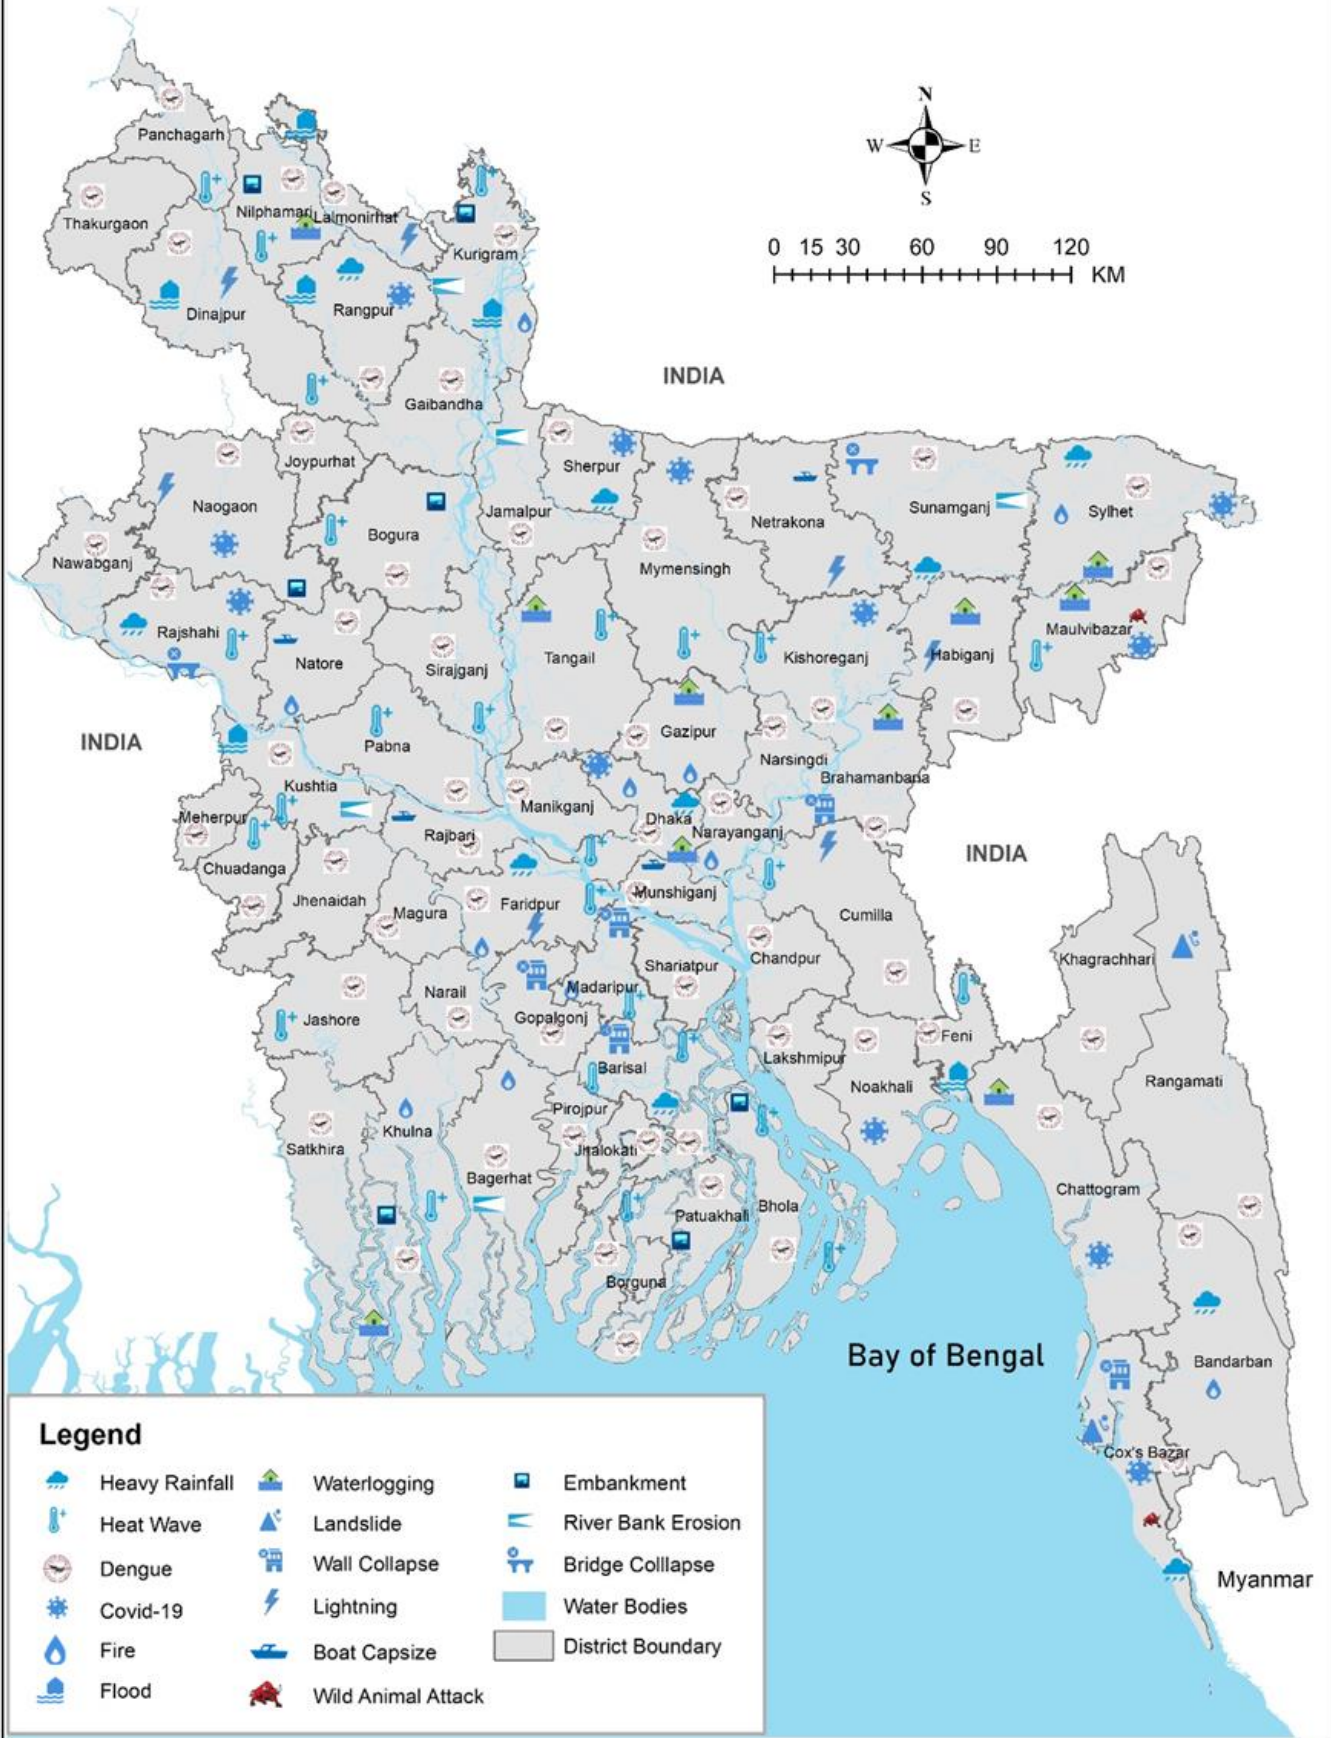 N
Panchagarh
W E
S
Nilphamari
Lalmonirhat
Thakurgaon
Kurigram
0 15 30 60 90 120
KM
Dinajpur
Rangpur
INDIA
Gaibandha
Joypurhat
Sherpur
Naogaon
Sunamganj
Sylhet
Jamalpur
Netrakona
Bogura
Nawabganj
Mymensingh
Rajshahi
Maulvibazar
Natore
Sirajganj
Tangail
Kishoreganj
Habiganj
INDIA
Pabna
Gazipur
Narsingdi
Kushtia
Brahamanbana
Manikganj
Meherpur
Dhaka
Rajbari
Narayanganj
INDIA
Chuadanga
Munshiganj
Jhenaidah
Magura
Faridpur
Cumilla
Shariatpur
Chandpur
Khagrachhari
Narail
Madaripur
Jashore
Gopalgonj
Feni
Lakshmipur
Barisal
Noakhali
Rangamati
Pirojpur
Khulna
Satkhira
Jhalokati
Bagerhat
Chattogram
Patuakhali
Bhola
Borguna
Bay of Bengal
Bandarban
Cox's Bazar
Myanmar
Legend
Heavy Rainfall
Waterlogging
Embankment
Heat Wave
Landslide
River Bank Erosion
Dengue
Wall Collapse
Bridge Colllapse
Covid-19
Lightning
Water Bodies
Fire
Boat Capsize
District Boundary
Flood
Wild Animal Attack